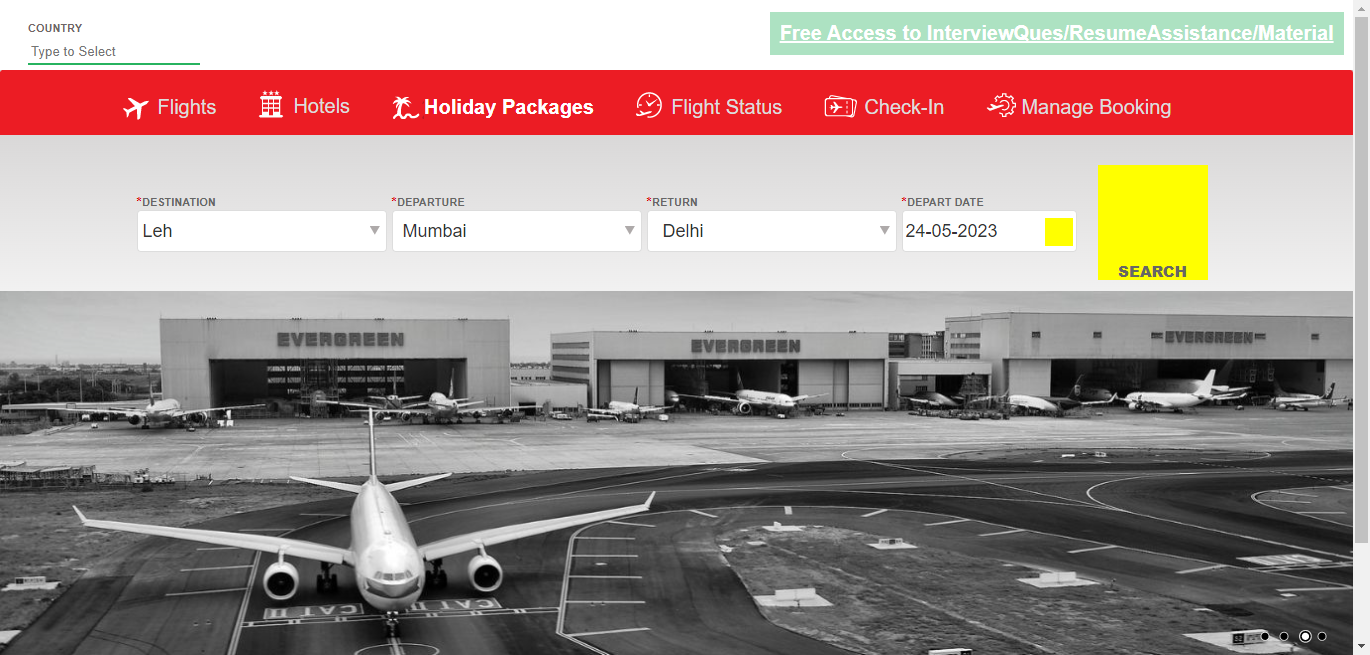 COUNTRY
Type to Select
Free Access to InterviewQues/ResumeAssistance/Material
Flights
Hotels
Holiday Packages
Flight Status
Check-In
Manage Booking
*DESTINATION
Leh
*DEPARTURE
Mumbai
*RETURN
Delhi
*DEPART DATE
24-05-2023
SEARCH
EVERGREEN
EVERGREEN
EVERGREEN
CAT II
CAT II